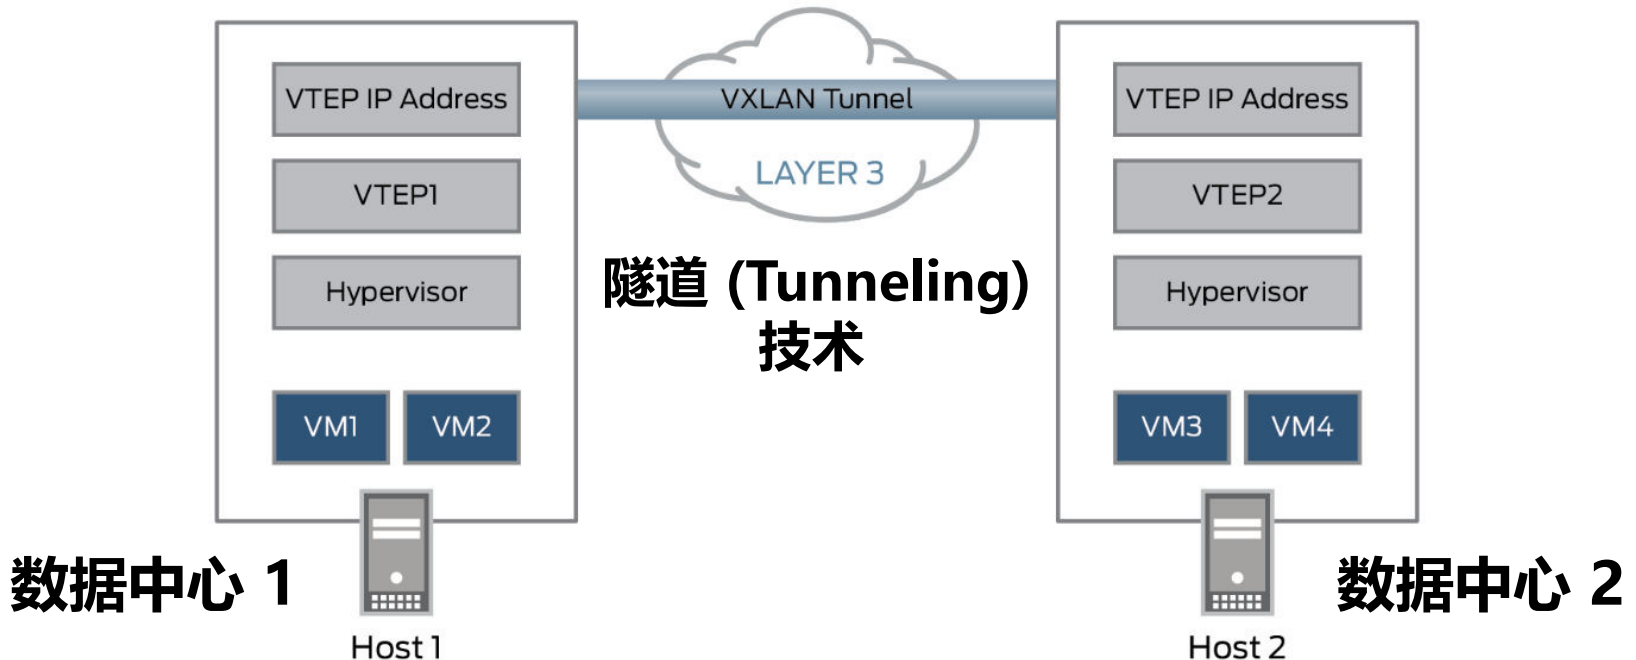 VTEP IP Address
VTEP1
Hypervisor
VM1 VM2
数据中心 1
Host 1
VXLAN Tunnel
LAYER 3
隧道 (Tunneling)
技术
VTEP IP Address
VTEP2
Hypervisor
VM3 VM4
数据中心 2
Host 2